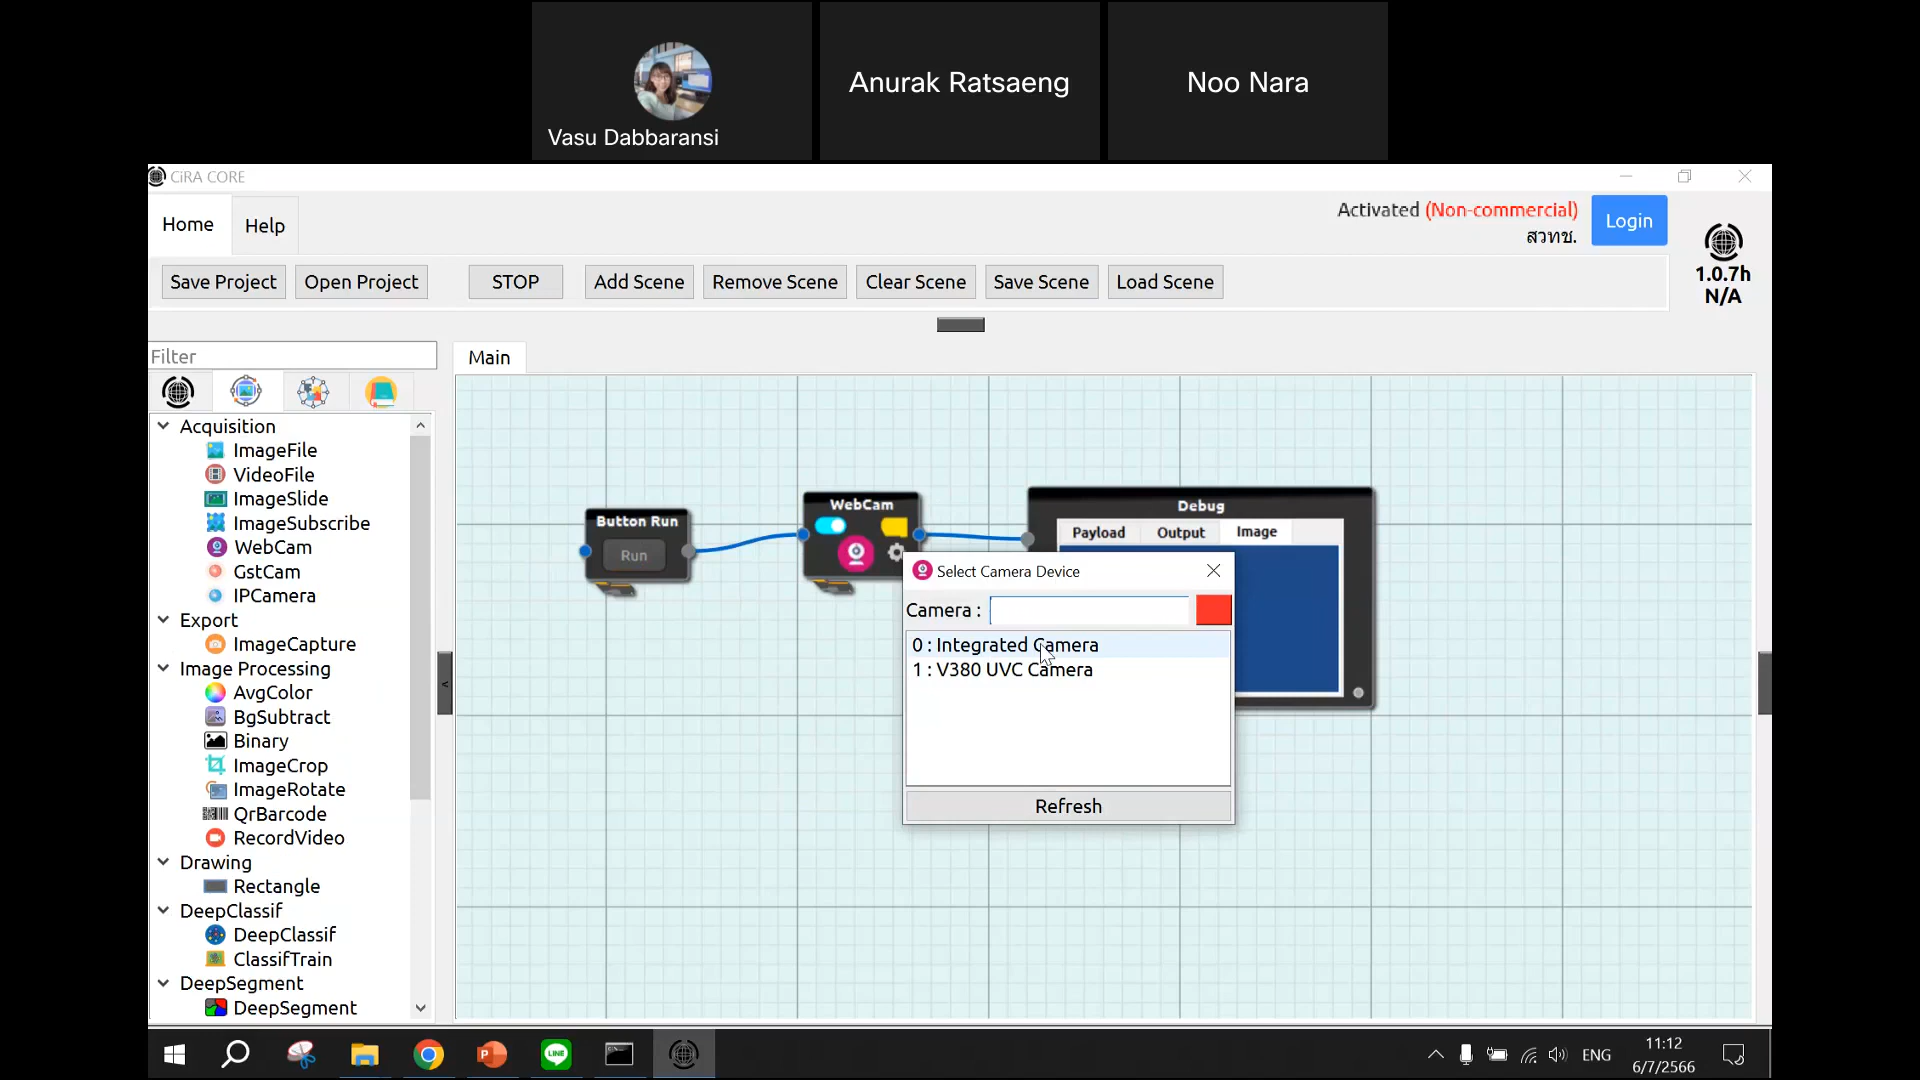 Vasu Dabbaransi
Anurak Ratsaeng
Noo Nara
CiRA CORE
Home
Help
Activated (Non-commercial)
สวทช.
Login
1.0.7h
N/A
Save Project
Open Project
STOP
Add Scene
Remove Scene
Clear Scene
Save Scene
Load Scene
Filter
Main
Acquisition
ImageFile
VideoFile
ImageSlide
ImageSubscribe
WebCam
GstCam
IPCamera
Export
ImageCapture
Image Processing
AvgColor
BgSubtract
Binary
ImageCrop
ImageRotate
QrBarcode
RecordVideo
Drawing
Rectangle
DeepClassif
DeepClassif
ClassifTrain
DeepSegment
DeepSegment
Button Run
Run
WebCam
Debug
Payload
Output
Image
Select Camera Device
Camera :
0 : Integrated Camera
1 : V380 UVC Camera
Refresh
LINE
ENG
11:12
6/7/2566